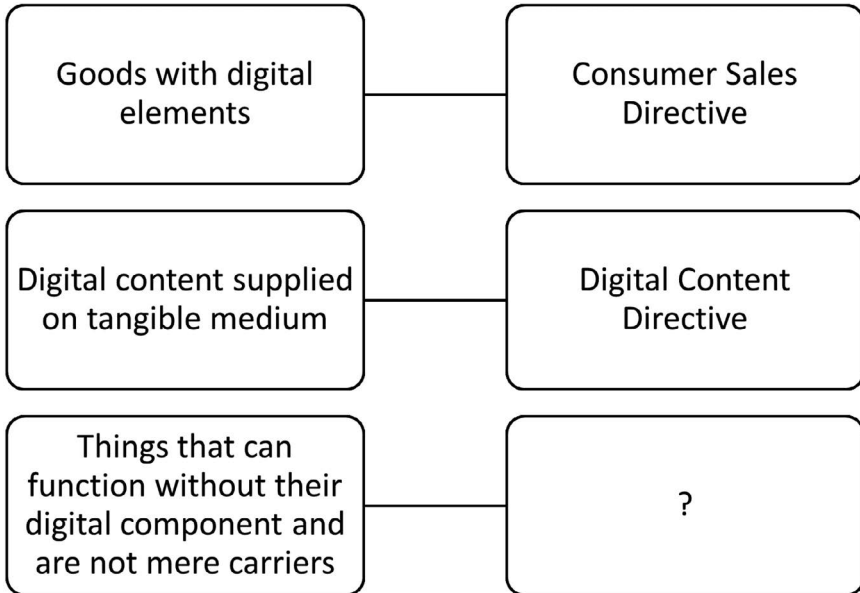 Goods with digital
elements
Consumer Sales
Directive
Digital content supplied
on tangible medium
Digital Content
Directive
Things that can
function without their
digital component and
are not mere carriers
?